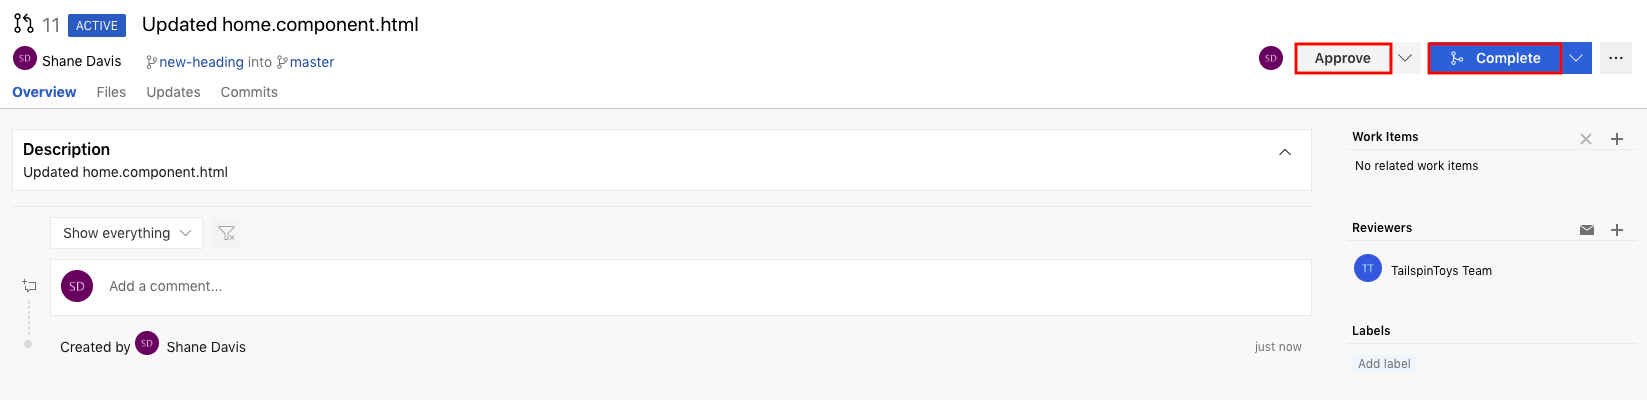 11 ACTIVE Updated home.component.html
SD Shane Davis new-heading into master SD Approve Complete
Overview Files Updates Commits
Description
Updated home.component.html
Show everything
SD Add a comment...
Created by SD Shane Davis just now
Work Items
No related work items
Reviewers
TT TailspinToys Team
Labels
Add label